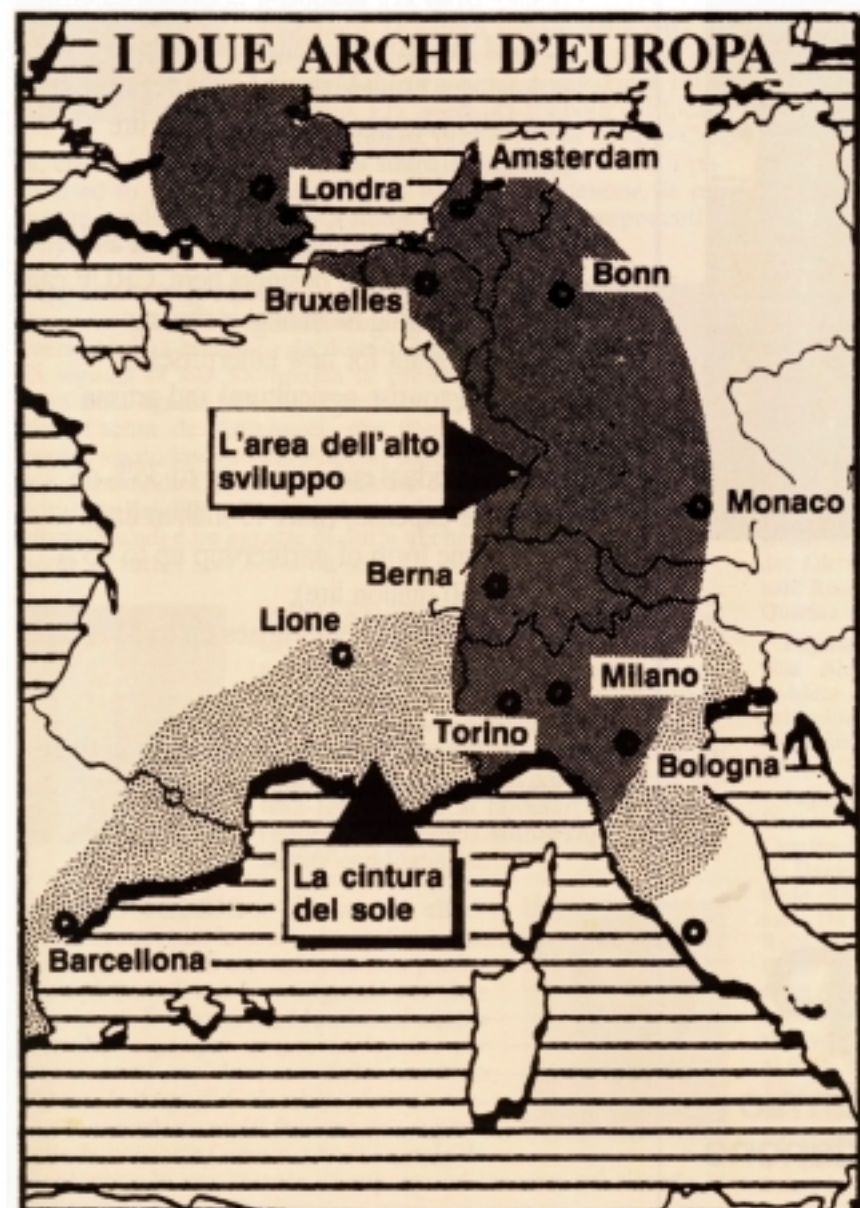 I DUE ARCHI D'EUROPA
Amsterdam
Londra
Bonn
Bruxelles
L'area dell'alto
sviluppo
Monaco
Berna
Lione
Milano
Torino
Bologna
La cintura
del sole
Barcellona